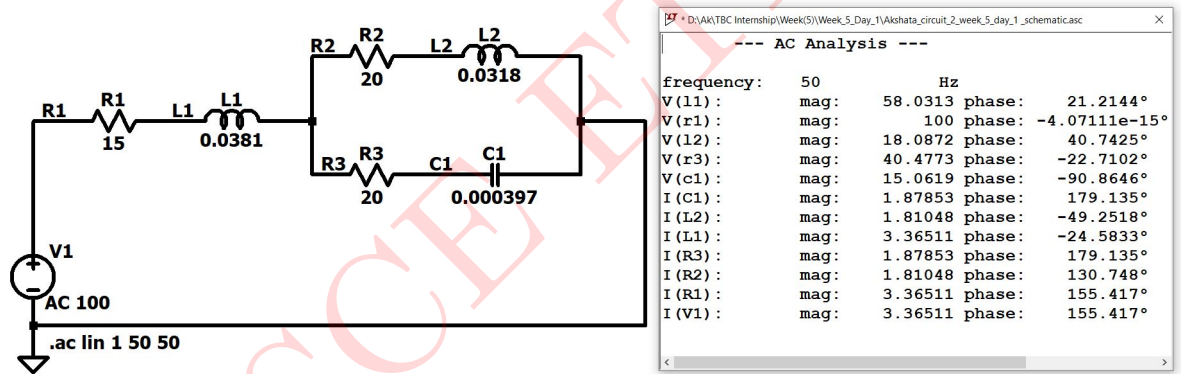 R2 R2 L2 L2
20 0.0318
R1 R1 L1 L1
15 0.0381
R3 R3 C1 C1
20 0.000397
V1
AC 100
.ac lin 1 50 50
* D:\Ak\TBC Internship\Week(5)\Week_5_Day_1\Akshata_circuit_2_week_5_day_1 _schematic.asc
--- AC Analysis ---
frequency: 50 Hz
V(l1): mag: 58.0313 phase: 21.2144°
V(r1): mag: 100 phase: -4.07111e-15°
V(l2): mag: 18.0872 phase: 40.7425°
V(r3): mag: 40.4773 phase: -22.7102°
V(c1): mag: 15.0619 phase: -90.8646°
I(C1): mag: 1.87853 phase: 179.135°
I(L2): mag: 1.81048 phase: -49.2518°
I(L1): mag: 3.36511 phase: -24.5833°
I(R3): mag: 1.87853 phase: 179.135°
I(R2): mag: 1.81048 phase: 130.748°
I(R1): mag: 3.36511 phase: 155.417°
I(V1): mag: 3.36511 phase: 155.417°